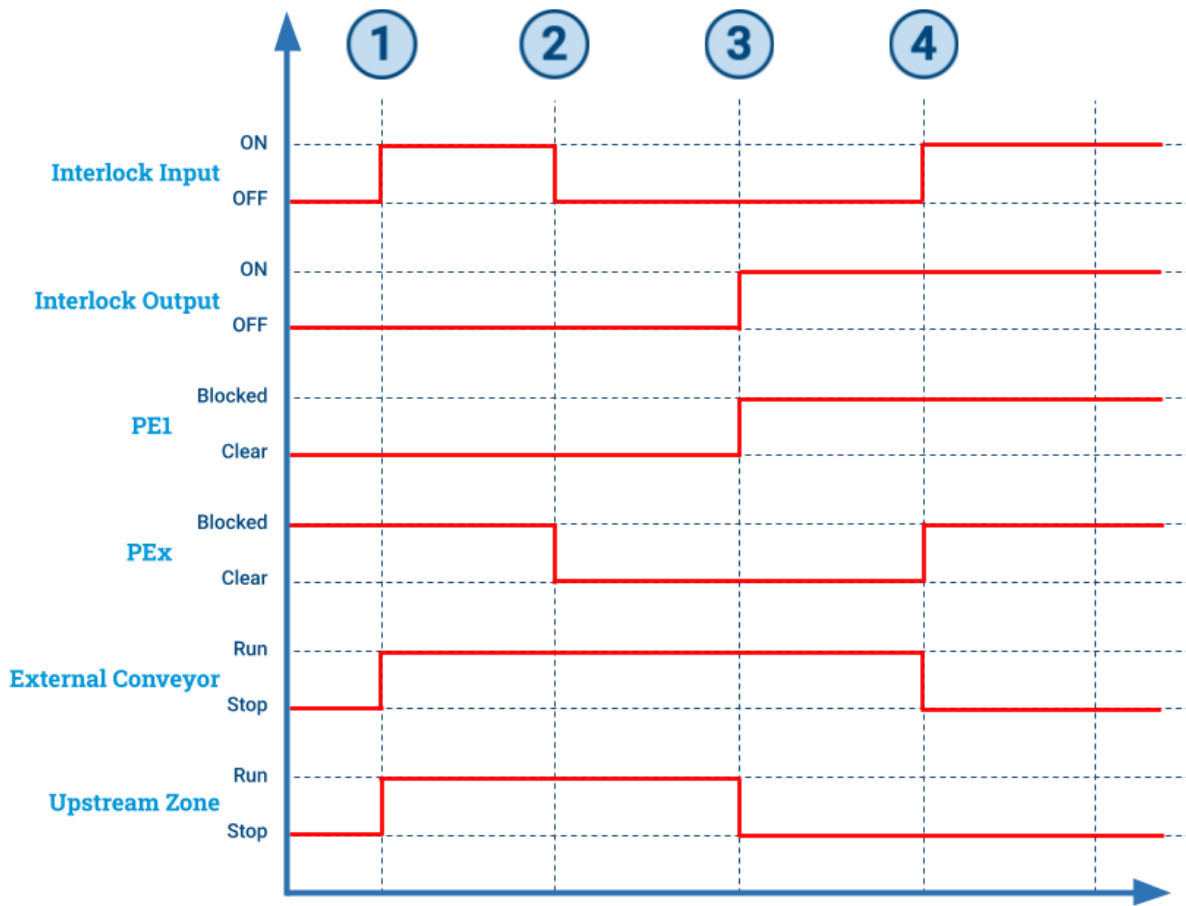 1 2 3 4
ON
Interlock Input
OFF
ON
Interlock Output
OFF
Blocked
PE1
Clear
Blocked
PEx
Clear
Run
External Conveyor
Stop
Run
Upstream Zone
Stop